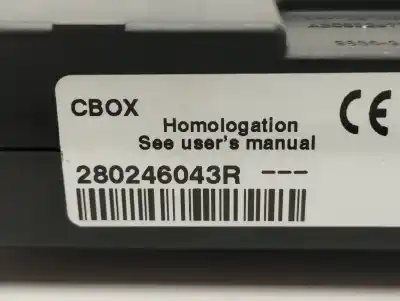 CBOX
Homologation
CE
See user's manual
280246043R ---